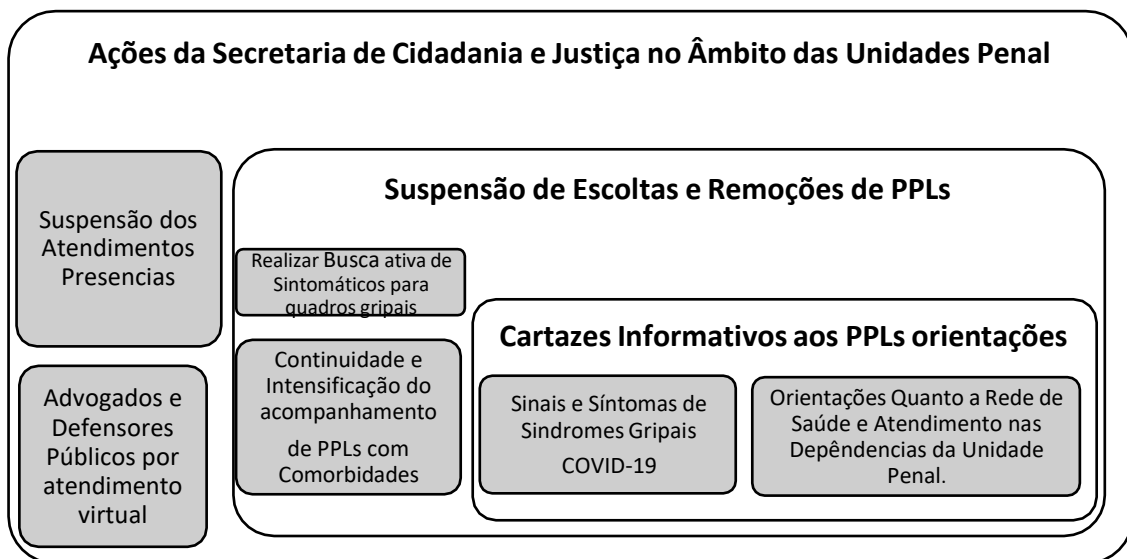 Ações da Secretaria de Cidadania e Justiça no Âmbito das Unidades Penal
Suspensão dos
Atendimentos
Presencias
Advogados e
Defensores
Públicos por
atendimento
virtual
Suspensão de Escoltas e Remoções de PPLs
Realizar Busca ativa de
Sintomáticos para
quadros gripais
Continuidade e
Intensificação do
acompanhamento
de PPLs com
Comorbidades
Cartazes Informativos aos PPLs orientações
Sinais e Síntomas de
Sindromes Gripais
COVID-19
Orientações Quanto a Rede de
Saúde e Atendimento nas
Depêndencias da Unidade
Penal.